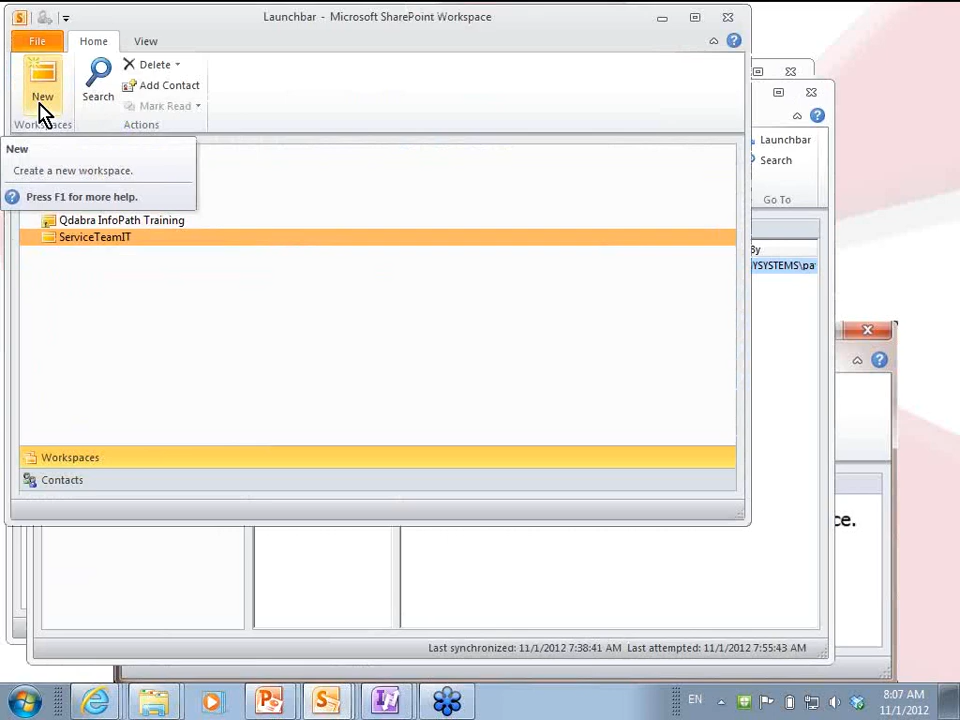 Launchbar - Microsoft SharePoint Workspace
File Home View
New
Search
Delete
Add Contact
Mark Read
Workspaces
Actions
New
Create a new workspace.
Press F1 for more help.
Qdabra InfoPath Training
ServiceTeamIT
Workspaces
Contacts
Launchbar
Search
Go To
By
YSYSTEMS\pa
ce.
Last synchronized: 11/1/2012 7:38:41 AM Last attempted: 11/1/2012 7:55:43 AM
EN
8:07 AM
11/1/2012